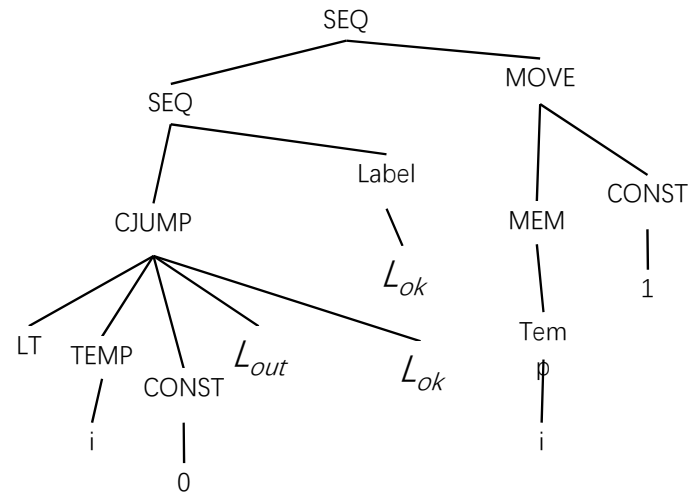 SEQ
MOVE
SEQ
Label
CONST
CJUMP
MEM
L_ok
1
LT
TEMP
CONST
L_out
L_ok
Tem
p
i
0
i